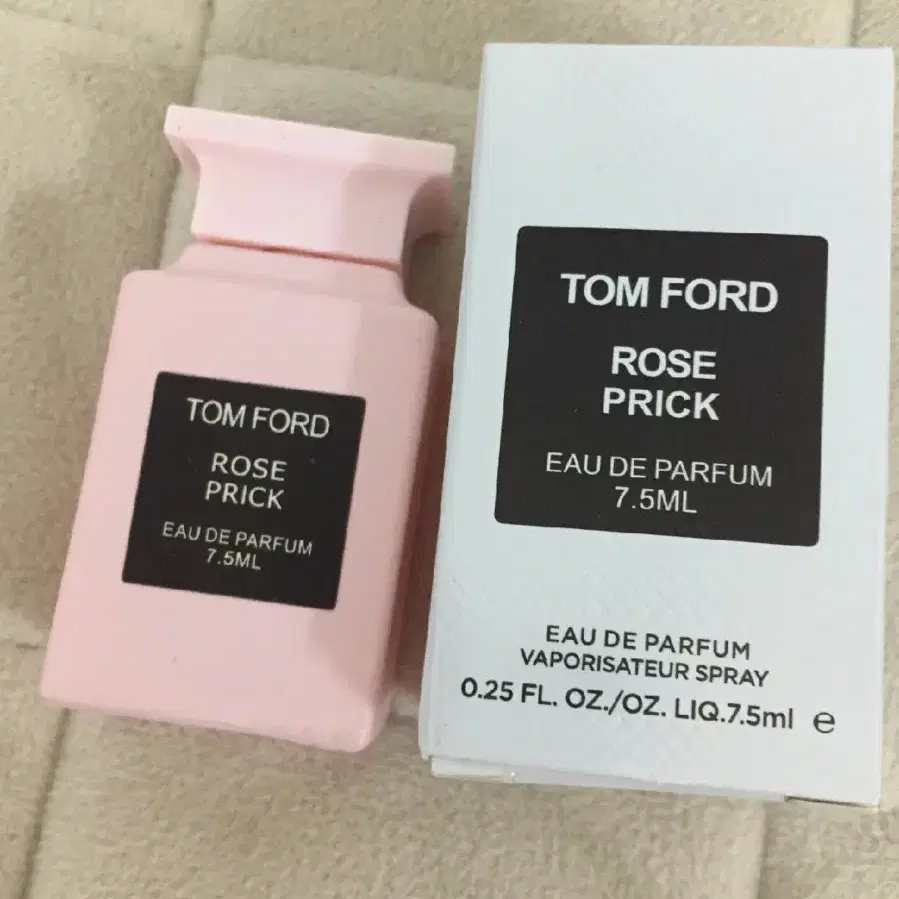 TOM FORD
ROSE
PRICK
EAU DE PARFUM
7.5ML
TOM FORD
ROSE
PRICK
EAU DE PARFUM
7.5ML
EAU DE PARFUM
VAPORISATEUR SPRAY
0.25 FL. OZ./OZ. LIQ.7.5ml e